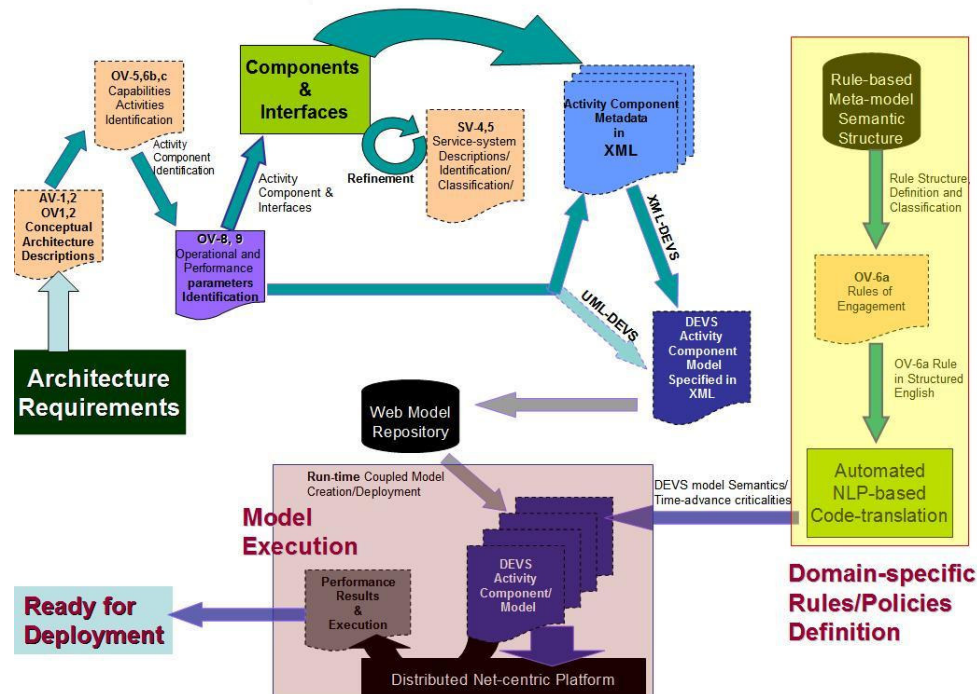 OV-5,6b,c
Capabilities
Activities
Identification
Activity
Component
Identification
AV-1,2
OV1,2
Conceptual
Architecture
Descriptions
Architecture
Requirements
OV-8, 9
Operational and
Performance
parameters
Identification
Activity
Component &
Interfaces
Components
&
Interfaces
Refinement
SV-4,5
Service-system
Descriptions/
Identification/
Classification/
Activity Component
Metadata
in
XML
XML-DEVS
UML-DEVS
DEVS
Activity
Component
Model
Specified in
XML
Web Model
Repository
Run-time Coupled Model
Creation/Deployment
Model
Execution
DEVS
Activity
Component/
Model
Performance
Results
&
Execution
Distributed Net-centric Platform
Ready for
Deployment
DEVS model Semantics/
Time-advance criticalities
Rule-based
Meta-model
Semantic
Structure
Rule Structure,
Definition and
Classification
OV-6a
Rules of
Engagement
OV-6a Rule
in Structured
English
Automated
NLP-based
Code-translation
Domain-specific
Rules/Policies
Definition